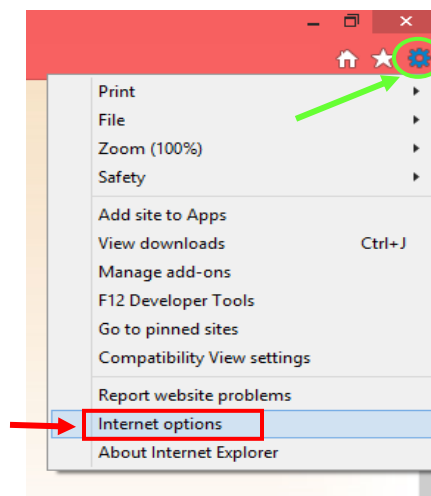 Print
File
Zoom (100%)
Safety
Add site to Apps
View downloads Ctrl+J
Manage add-ons
F12 Developer Tools
Go to pinned sites
Compatibility View settings
Report website problems
Internet options
About Internet Explorer